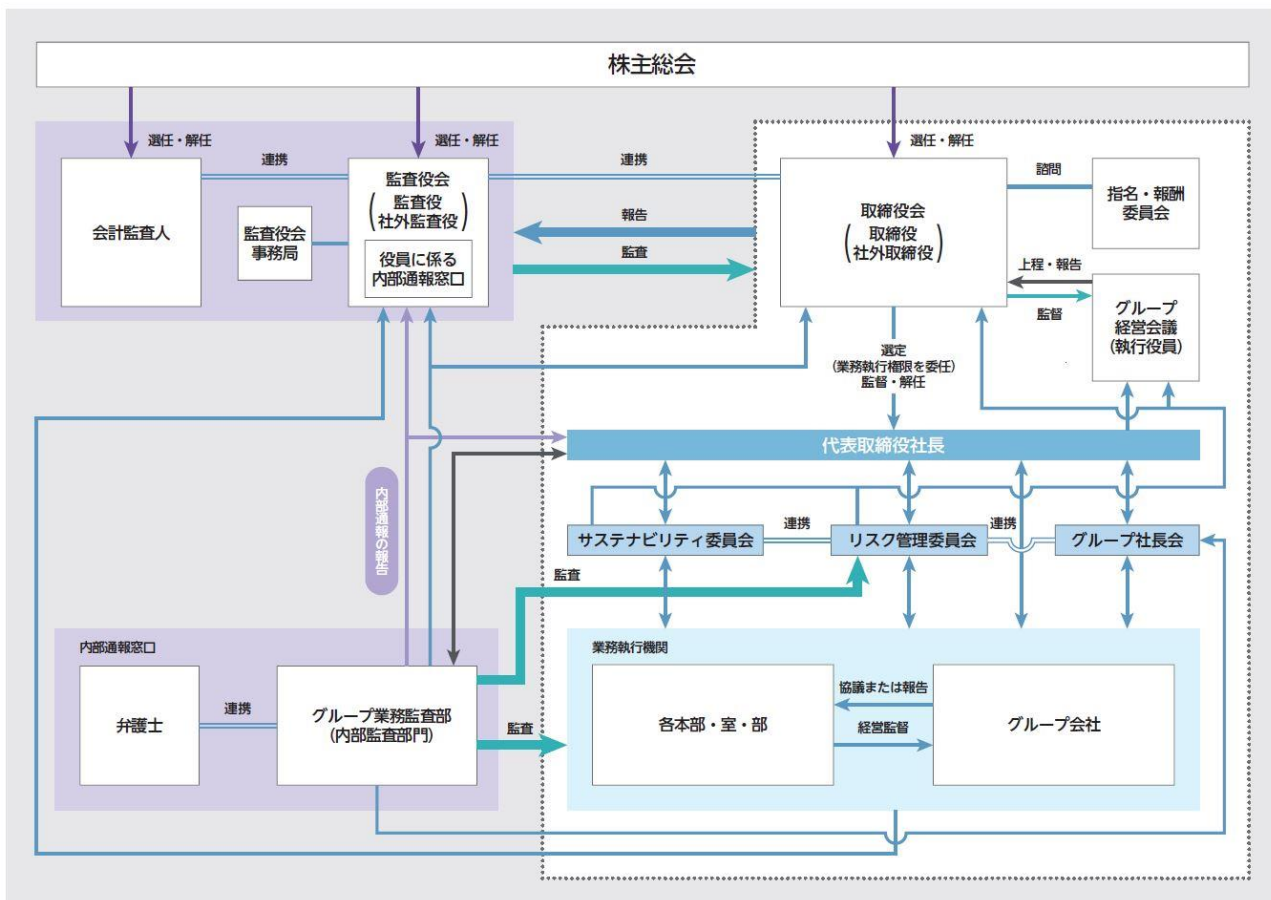 株主総会
選任・解任
選任・解任
選任・解任
連携
連携
諮問
会計監査人
監査役会
監査役
社外監査役
監査役会
事務局
役員に係る
内部通報窓口
報告
監査
取締役会
取締役
社外取締役
指名・報酬
委員会
上程・報告
監督
グループ
経営会議
(執行役員)
選定
(業務執行権限を委任)
監督・解任
代表取締役社長
内部通報の報告
サステナビリティ委員会
連携
リスク管理委員会
連携
グループ社長会
監査
内部通報窓口
弁護士
連携
グループ業務監査部
(内部監査部門)
監査
業務執行機関
各本部・室・部
協議または報告
経営監督
グループ会社